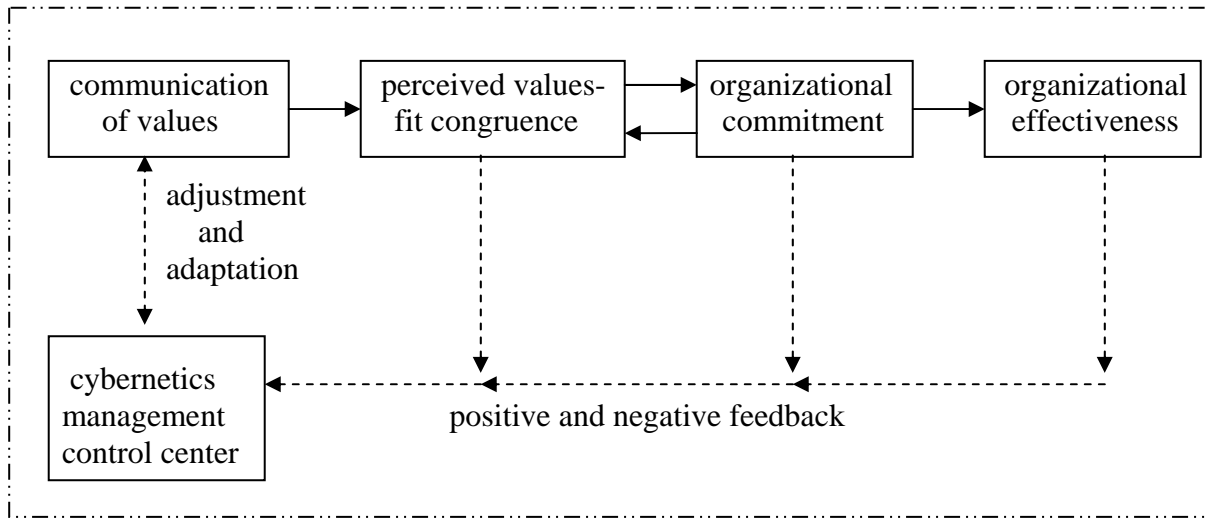 communication
of values
perceived values-
fit congruence
organizational
commitment
organizational
effectiveness
adjustment
and
adaptation
cybernetics
management
control center
positive and negative feedback